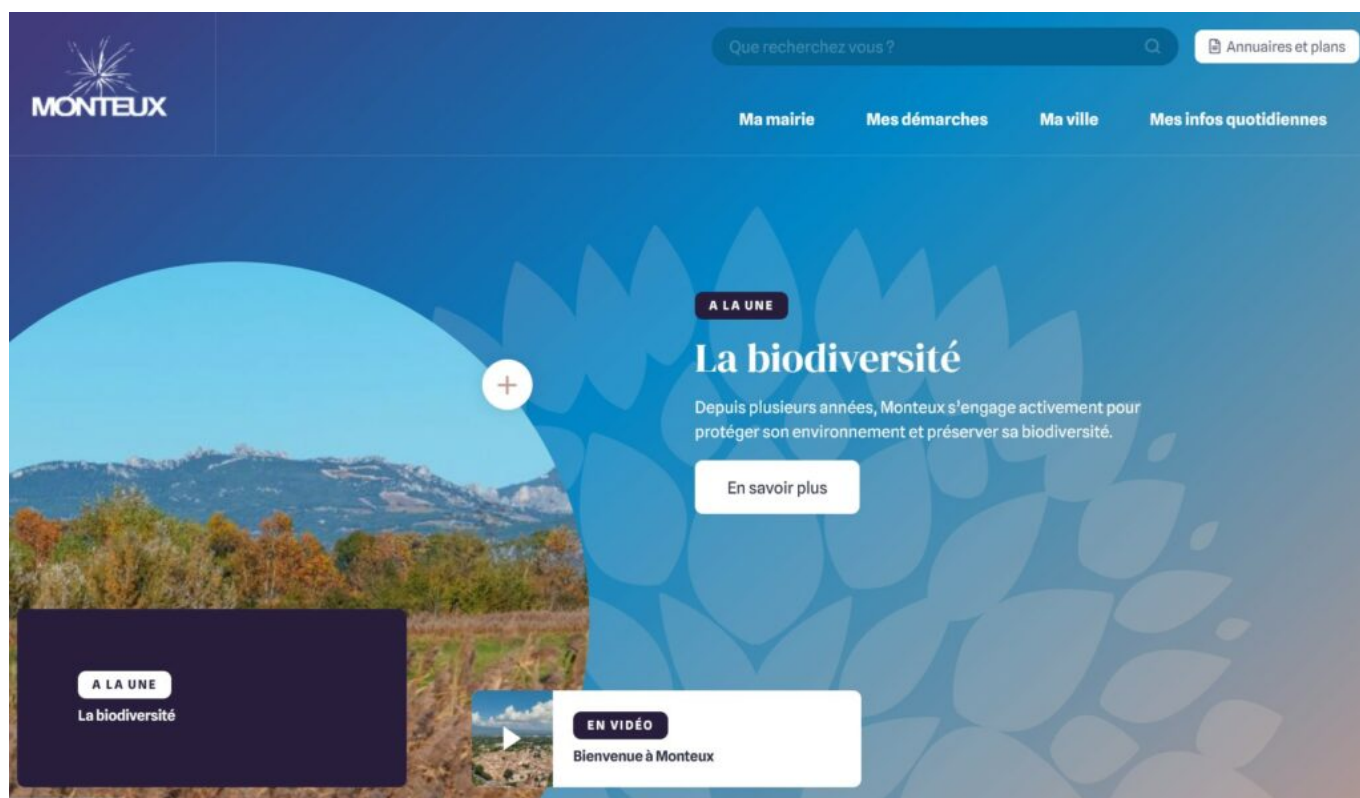 Que recherchez vous ?
Annuaires et plans
MONTEUX
Ma mairie
Mes démarches
Ma ville
Mes infos quotidiennes
A LA UNE
La biodiversité
Depuis plusieurs années, Monteux s'engage activement pour
protéger son environnement et préserver sa biodiversité.
En savoir plus
A LA UNE
La biodiversité
EN VIDÉO
Bienvenue à Monteux